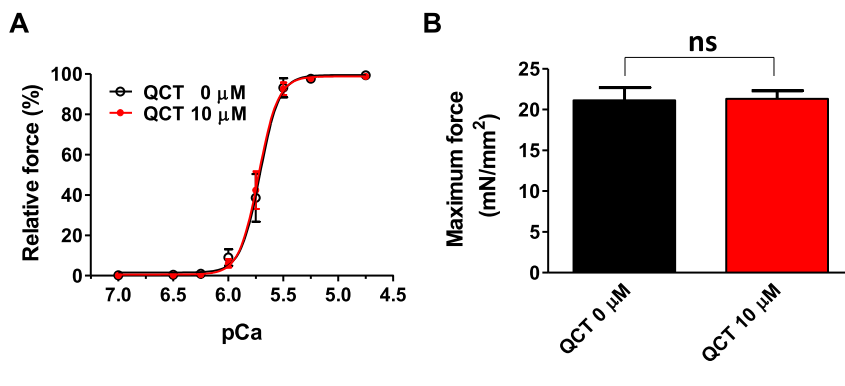 A
Relative force (%)
100
80
60
40
20
0
QCT 0 μM
QCT 10 μM
7.0 6.5 6.0 5.5 5.0 4.5
pCa
B
ns
Maximum force
(mN/mm²)
25
20
15
10
5
0
QCT 0 μM
QCT 10 μM